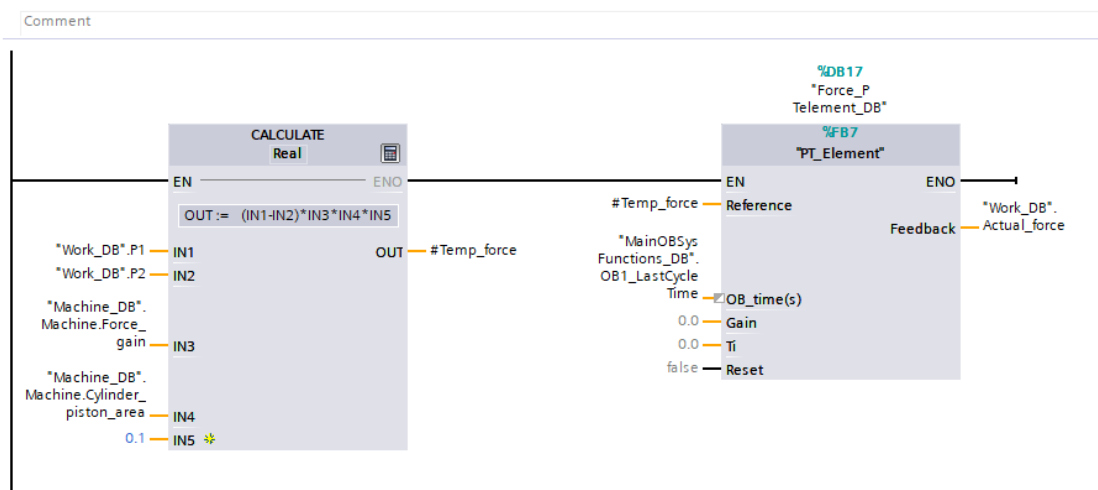 Comment
CALCULATE
Real
EN
ENO
OUT := (IN1-IN2)*IN3*IN4*IN5
"Work_DB".P1
IN1
OUT
#Temp_force
"Work_DB".P2
IN2
"Machine_DB".
Machine.Force_
gain
IN3
"Machine_DB".
Machine.Cylinder_
piston_area
IN4
0.1
IN5
%DB17
"Force_P
Telement_DB"
%FB7
"PT_Element"
EN
ENO
#Temp_force
Reference
Feedback
"Work_DB".
Actual_force
"MainOBSys
Functions_DB".
OB1_LastCycle
Time
OB_time(s)
0.0
Gain
0.0
Ti
false
Reset